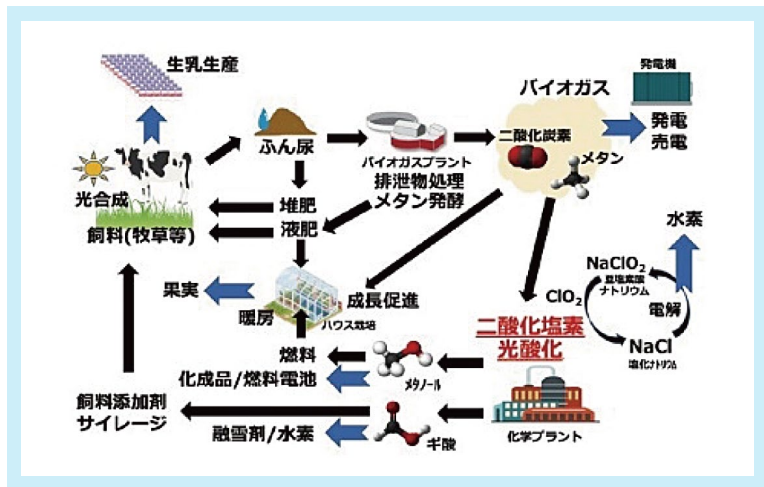 生乳生産
発電機
バイオガス
ふん尿
二酸化炭素
メタン
発電
売電
バイオガスプラント
排泄物処理
メタン発酵
光合成
飼料(牧草等)
堆肥
液肥
水素
NaClO2
亜塩素酸
ナトリウム
ClO2
電解
NaCl
塩化ナトリウム
果実
暖房
成長促進
ハウス栽培
二酸化塩素
光酸化
燃料
メタノール
化成品/燃料電池
飼料添加剤
サイレージ
融雪剤/水素
ギ酸
化学プラント